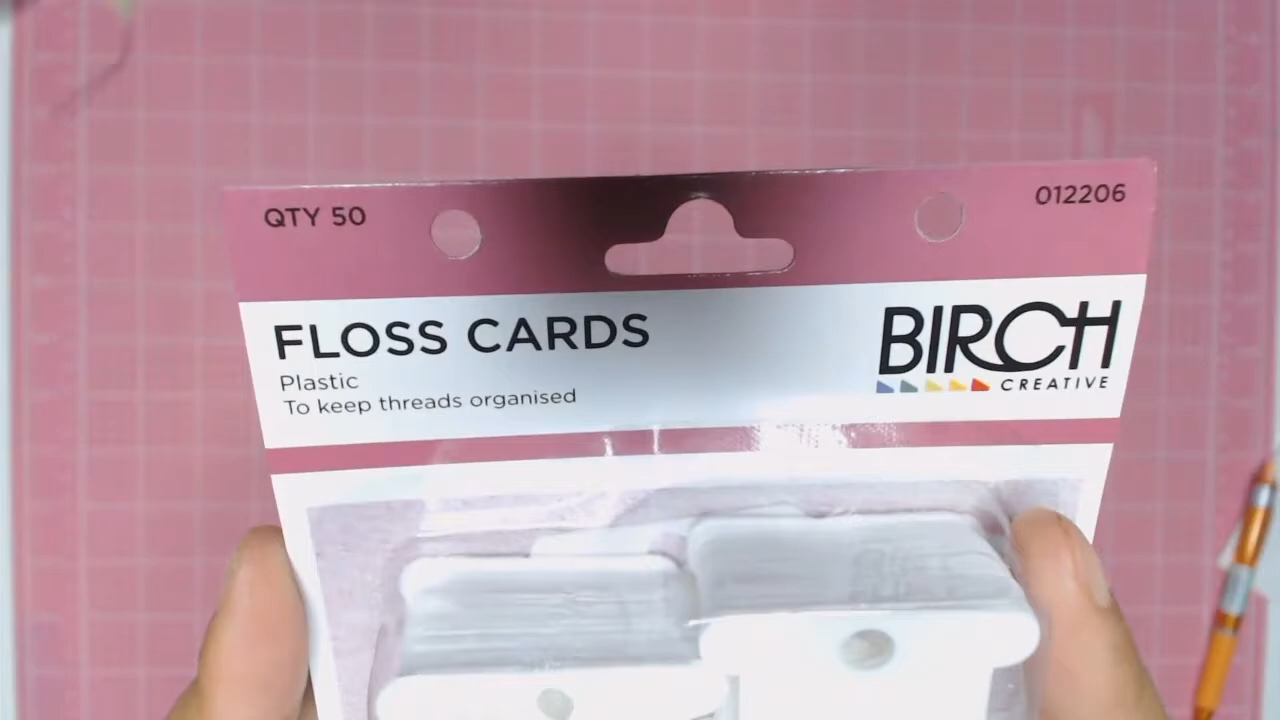 QTY 50
012206
FLOSS CARDS
Plastic
To keep threads organised
BIRCH
CREATIVE